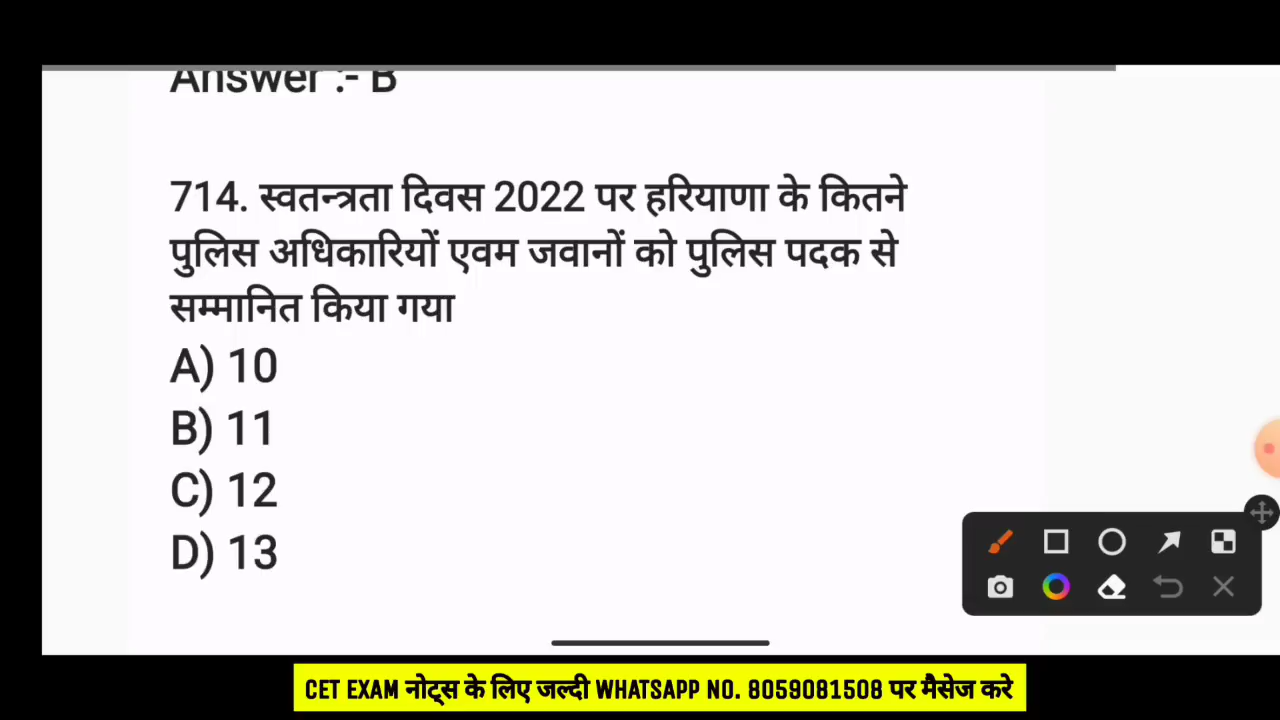 Answer :- B
714. स्वतन्त्रता दिवस 2022 पर हरियाणा के कितने
पुलिस अधिकारियों एवम जवानों को पुलिस पदक से
सम्मानित किया गया
A) 10
B) 11
C) 12
D) 13
CET EXAM नोट्स के लिए जल्दी WHATSAPP NO. 8059081508 पर मैसेज करे